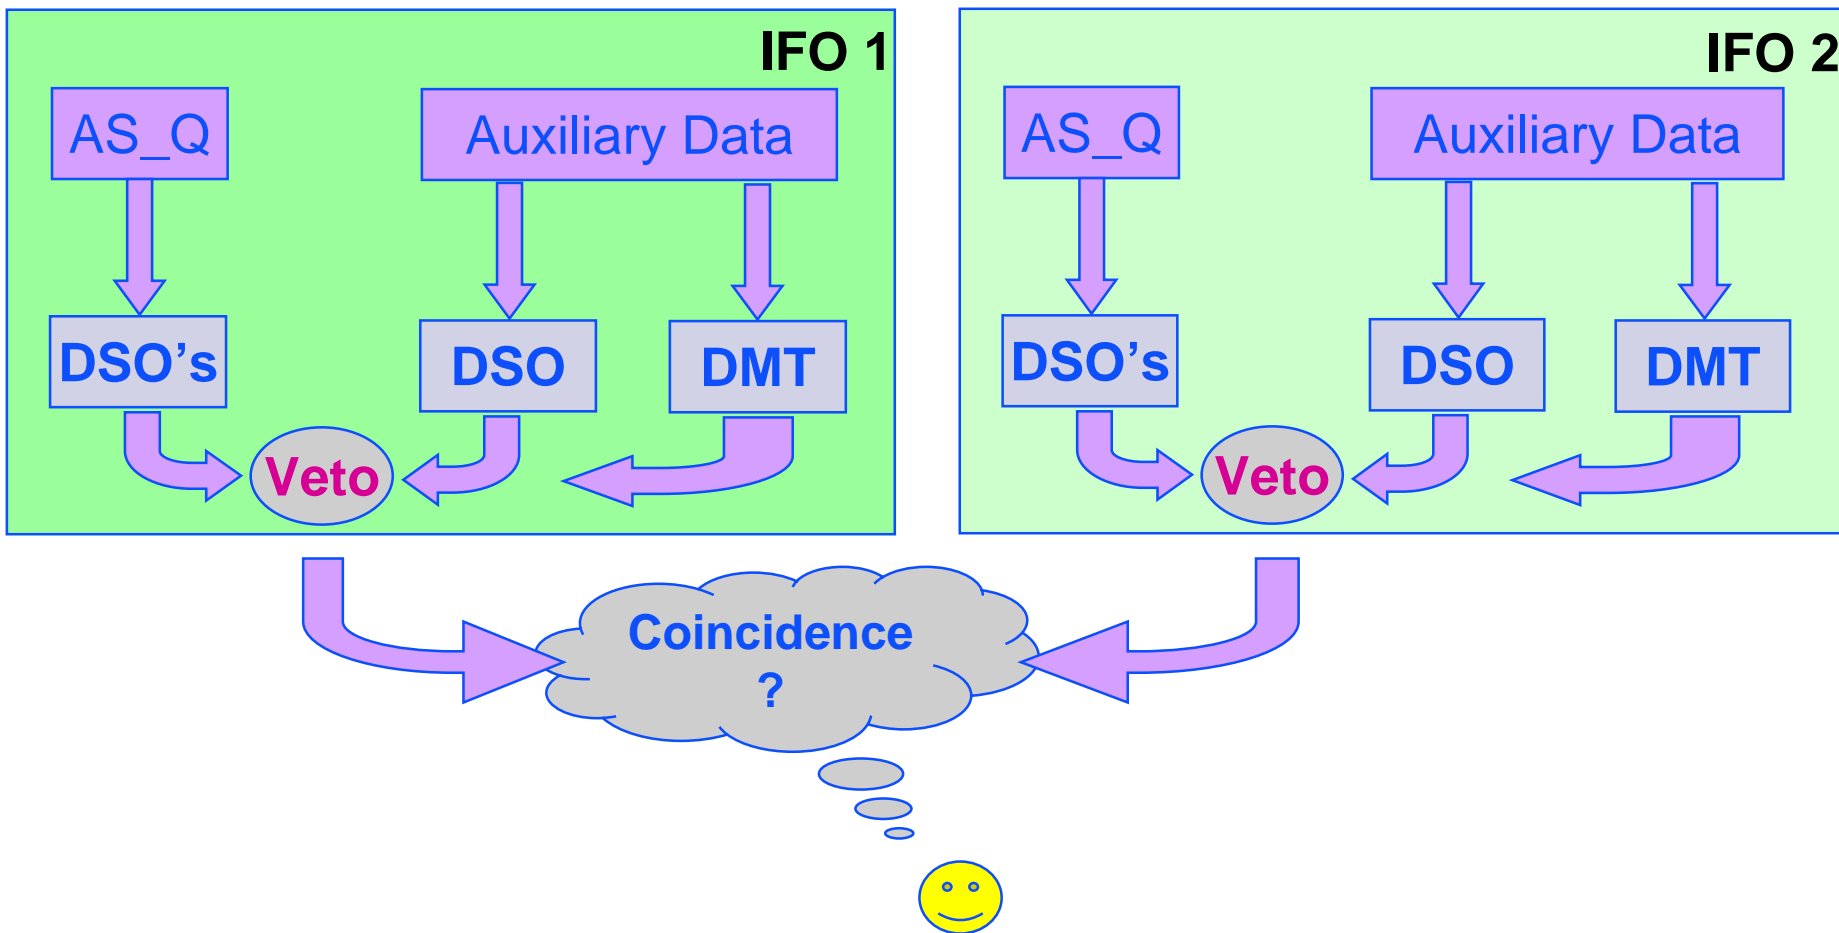 IFO 1
AS_Q
Auxiliary Data
DSO’s
DSO
DMT
Veto
IFO 2
AS_Q
Auxiliary Data
DSO’s
DSO
DMT
Veto
Coincidence
?